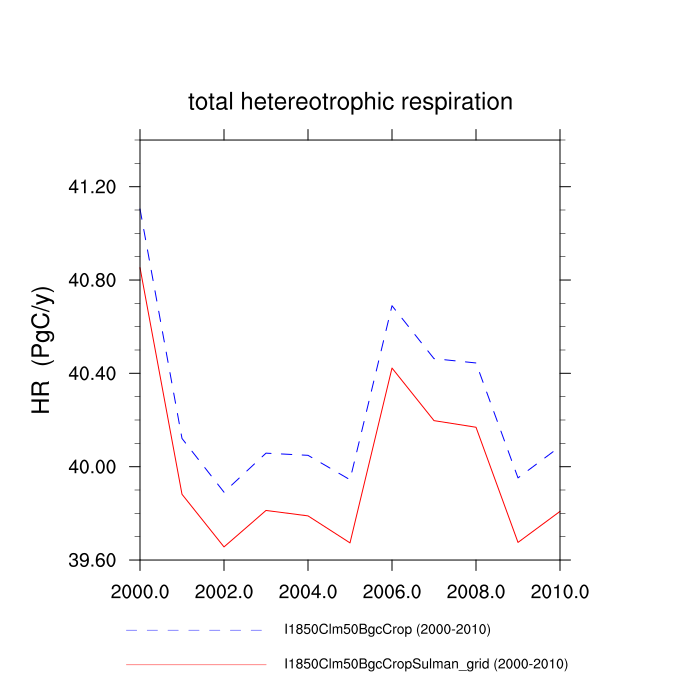 total hetereotrophic respiration
HR (PgC/y)
41.20
40.80
40.40
40.00
39.60
2000.0 2002.0 2004.0 2006.0 2008.0 2010.0
I1850Clm50BgcCrop (2000-2010)
I1850Clm50BgcCropSulman_grid (2000-2010)